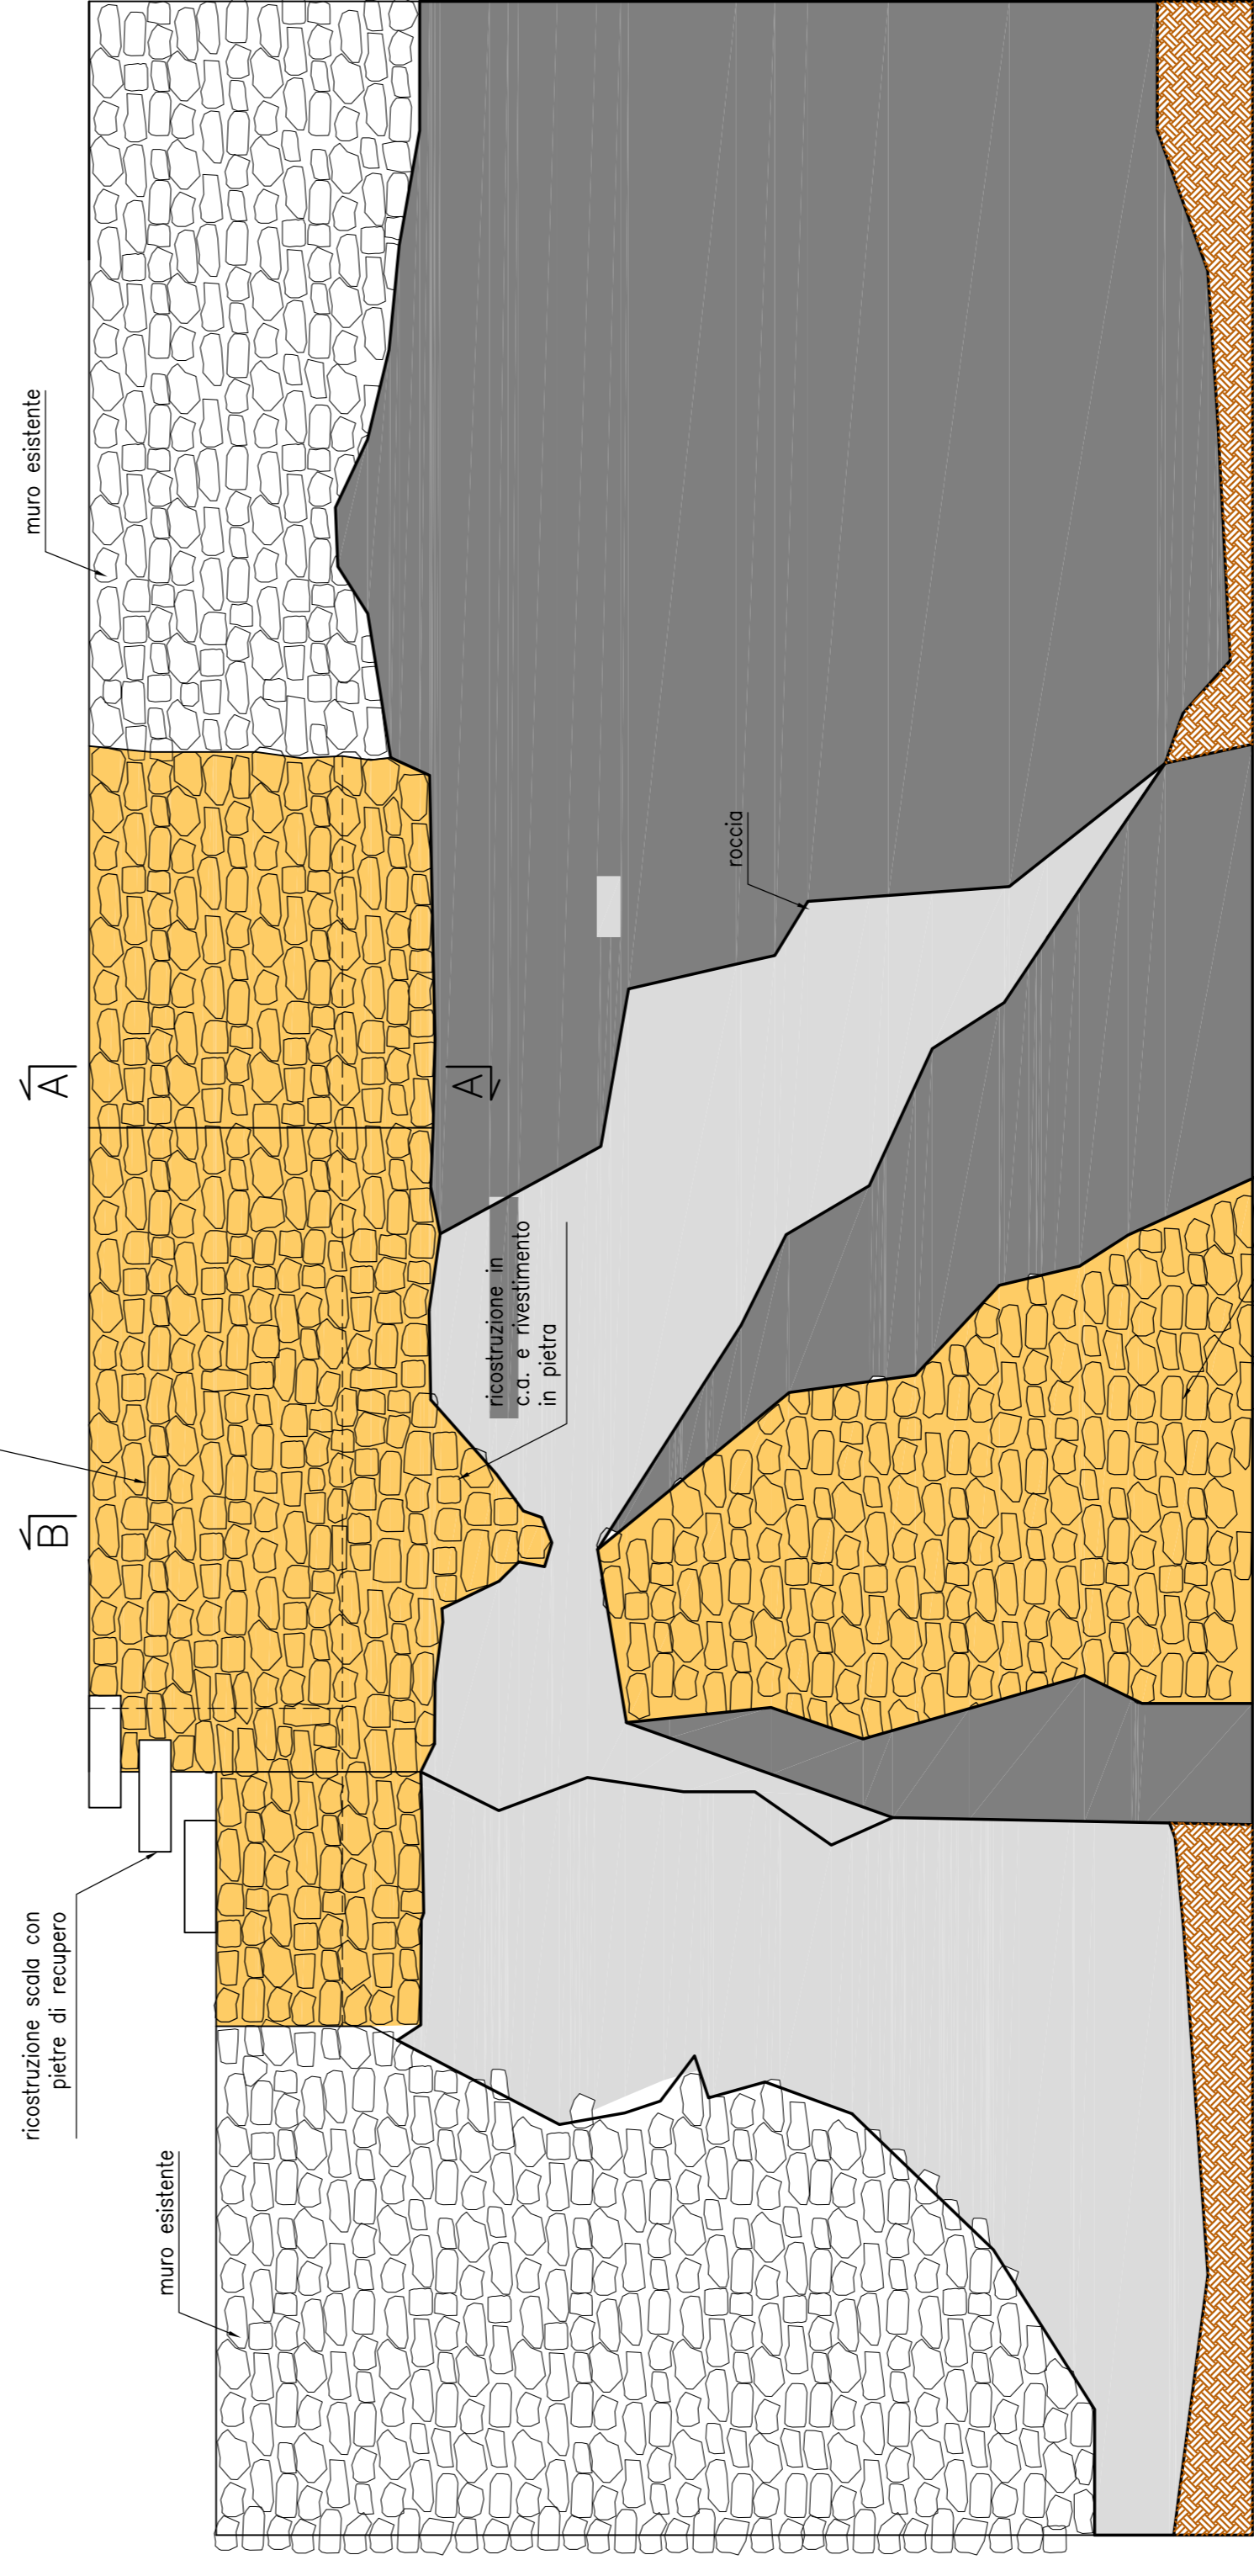 ricostruzione scala con
pietre di recupero
muro esistente
B
A
A
ricostruzione in
c.a. e rivestimento
in pietra
roccia
muro esistente